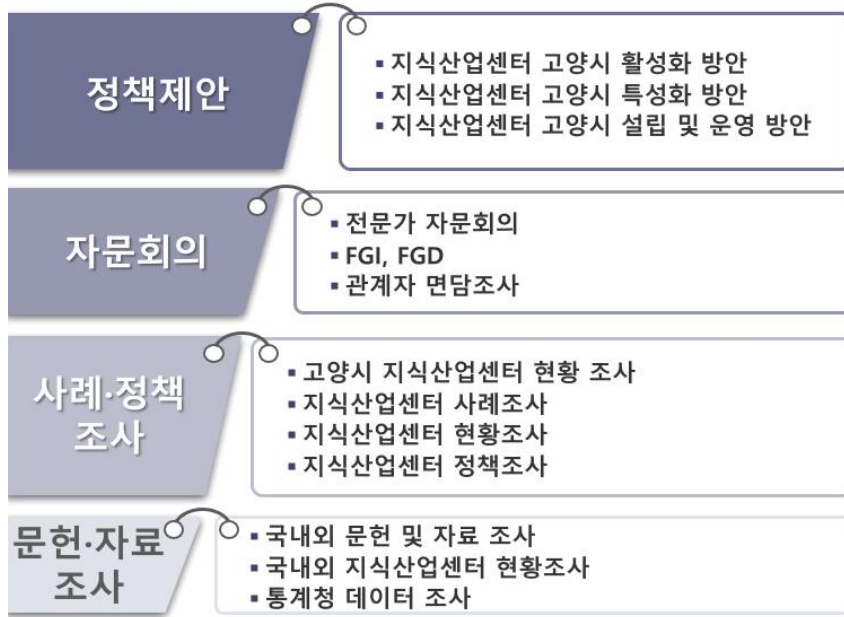 정책제안
▪ 지식산업센터 고양시 활성화 방안
▪ 지식산업센터 고양시 특성화 방안
▪ 지식산업센터 고양시 설립 및 운영 방안
자문회의
▪ 전문가 자문회의
▪ FGI, FGD
▪ 관계자 면담조사
사례·정책
조사
▪ 고양시 지식산업센터 현황 조사
▪ 지식산업센터 사례조사
▪ 지식산업센터 현황조사
▪ 지식산업센터 정책조사
문헌·자료
조사
▪ 국내외 문헌 및 자료 조사
▪ 국내외 지식산업센터 현황조사
▪ 통계청 데이터 조사